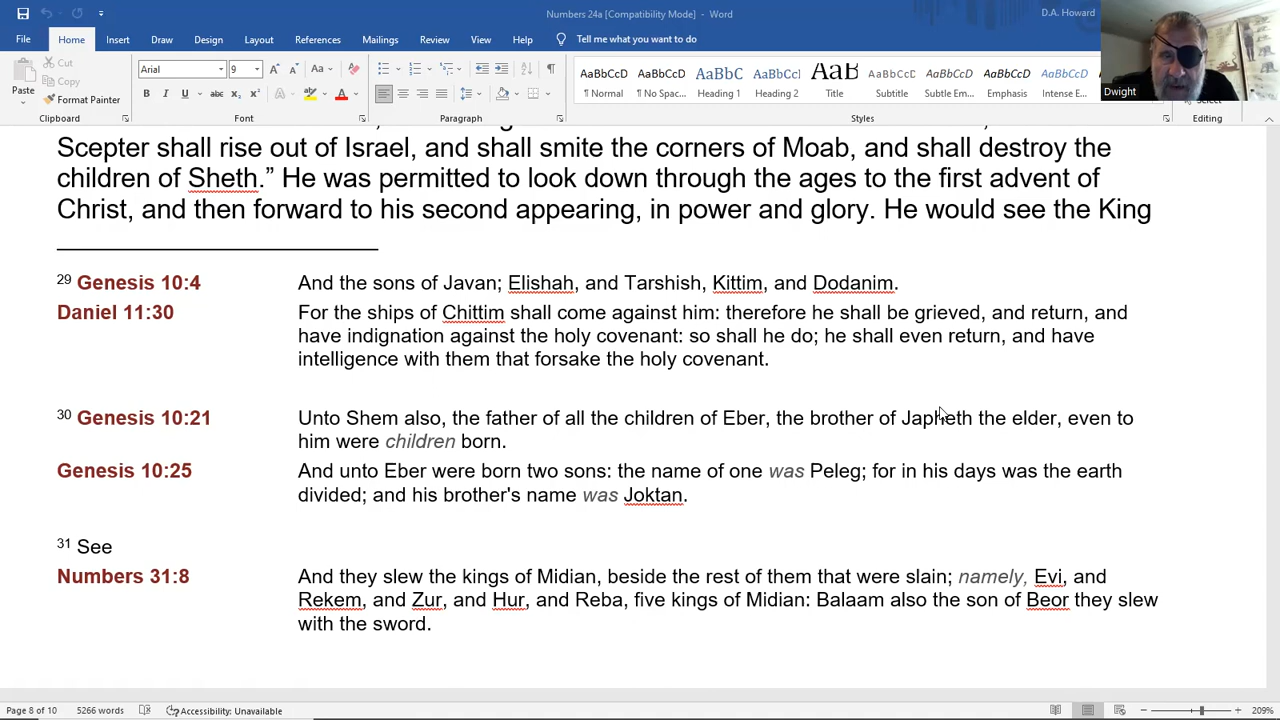 Numbers 24a [Compatibility Mode] - Word
D.A. Howard
File Home Insert Draw Design Layout References Mailings Review View Help Tell me what you want to do
Cut
Copy
Format Painter
Paste
Clipboard
Arial 9
Font
Paragraph
AaBbCcD AaBbCcD AaBbC AaBbCcl AaB AaBbCcD AaBbCcD AaBbCcD AaBbCcD
¶ Normal ¶ No Spac... Heading 1 Heading 2 Title Subtitle Subtle Em... Emphasis Intense E...
Styles
Select
Editing
Dwight
Scepter shall rise out of Israel, and shall smite the corners of Moab, and shall destroy the
children of Sheth.” He was permitted to look down through the ages to the first advent of
Christ, and then forward to his second appearing, in power and glory. He would see the King
29 Genesis 10:4 And the sons of Javan; Elishah, and Tarshish, Kittim, and Dodanim.
Daniel 11:30 For the ships of Chittim shall come against him: therefore he shall be grieved, and return, and
have indignation against the holy covenant: so shall he do; he shall even return, and have
intelligence with them that forsake the holy covenant.
30 Genesis 10:21 Unto Shem also, the father of all the children of Eber, the brother of Japheth the elder, even to
him were children born.
Genesis 10:25 And unto Eber were born two sons: the name of one was Peleg; for in his days was the earth
divided; and his brother's name was Joktan.
31 See
Numbers 31:8 And they slew the kings of Midian, beside the rest of them that were slain; namely, Evi, and
Rekem, and Zur, and Hur, and Reba, five kings of Midian: Balaam also the son of Beor they slew
with the sword.
Page 8 of 10 5266 words Accessibility: Unavailable 209%